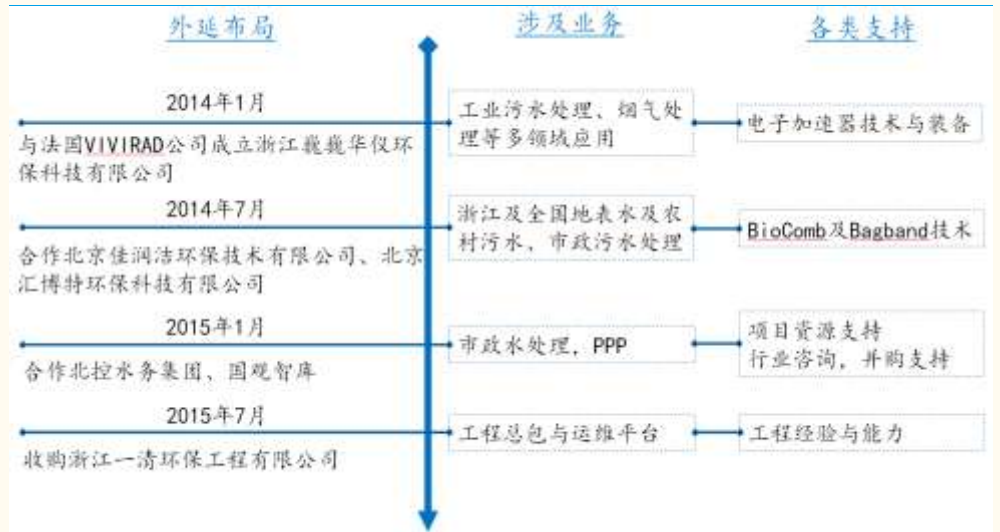 外延布局
涉及业务
各类支持
2014年1月
与法国VIVIRAD公司成立浙江巍巍华仪环
保科技有限公司
工业污水处理、烟气处
理等多领域应用
电子加速器技术与装备
2014年7月
合作北京佳润洁环保技术有限公司、北京
汇博特环保科技有限公司
浙江及全国地表水及农
村污水、市政污水处理
BioComb及Bagband技术
2015年1月
合作北控水务集团、国观智库
市政水处理，PPP
项目资源支持
行业咨询，并购支持
2015年7月
收购浙江一清环保工程有限公司
工程总包与运维平台
工程经验与能力